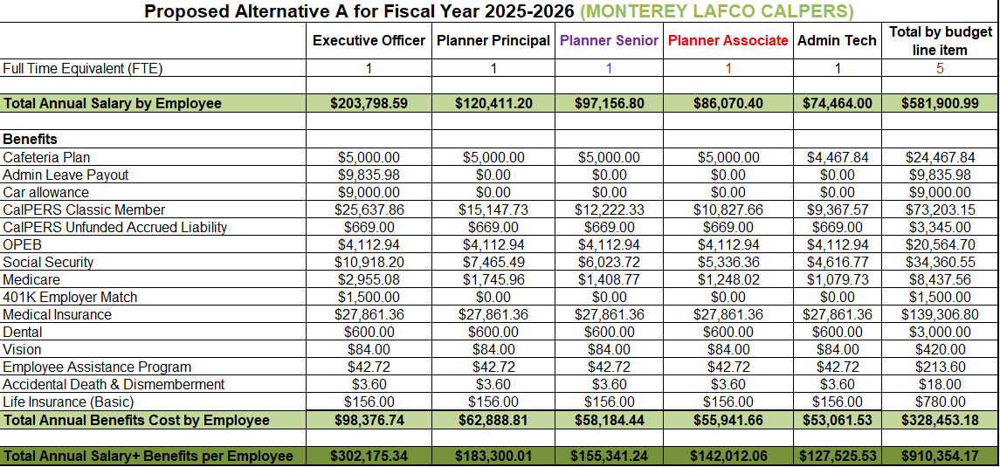 Proposed Alternative A for Fiscal Year 2025-2026 (MONTEREY LAFCO CALPERS)
Executive Officer Planner Principal Planner Senior Planner Associate Admin Tech Total by budget line item
Full Time Equivalent (FTE) 1 1 1 1 1 5
Total Annual Salary by Employee $203,798.59 $120,411.20 $97,156.80 $86,070.40 $74,464.00 $581,900.99
Benefits
Cafeteria Plan $5,000.00 $5,000.00 $5,000.00 $5,000.00 $4,467.84 $24,467.84
Admin Leave Payout $9,835.98 $0.00 $0.00 $0.00 $0.00 $9,835.98
Car allowance $9,000.00 $0.00 $0.00 $0.00 $0.00 $9,000.00
CalPERS Classic Member $25,637.86 $15,147.73 $12,222.33 $10,827.66 $9,367.57 $73,203.15
CalPERS Unfunded Accrued Liability $669.00 $669.00 $669.00 $669.00 $669.00 $3,345.00
OPEB $4,112.94 $4,112.94 $4,112.94 $4,112.94 $4,112.94 $20,564.70
Social Security $10,918.20 $7,465.49 $6,023.72 $5,336.36 $4,616.77 $34,360.55
Medicare $2,955.08 $1,745.96 $1,408.77 $1,248.02 $1,079.73 $8,437.56
401K Employer Match $1,500.00 $0.00 $0.00 $0.00 $0.00 $1,500.00
Medical Insurance $27,861.36 $27,861.36 $27,861.36 $27,861.36 $27,861.36 $139,306.80
Dental $600.00 $600.00 $600.00 $600.00 $600.00 $3,000.00
Vision $84.00 $84.00 $84.00 $84.00 $84.00 $420.00
Employee Assistance Program $42.72 $42.72 $42.72 $42.72 $42.72 $213.60
Accidental Death & Dismemberment $3.60 $3.60 $3.60 $3.60 $3.60 $18.00
Life Insurance (Basic) $156.00 $156.00 $156.00 $156.00 $156.00 $780.00
Total Annual Benefits Cost by Employee $98,376.74 $62,888.81 $58,184.44 $55,941.66 $53,061.53 $328,453.18
Total Annual Salary+ Benefits per Employee $302,175.34 $183,300.01 $155,341.24 $142,012.06 $127,525.53 $910,354.17